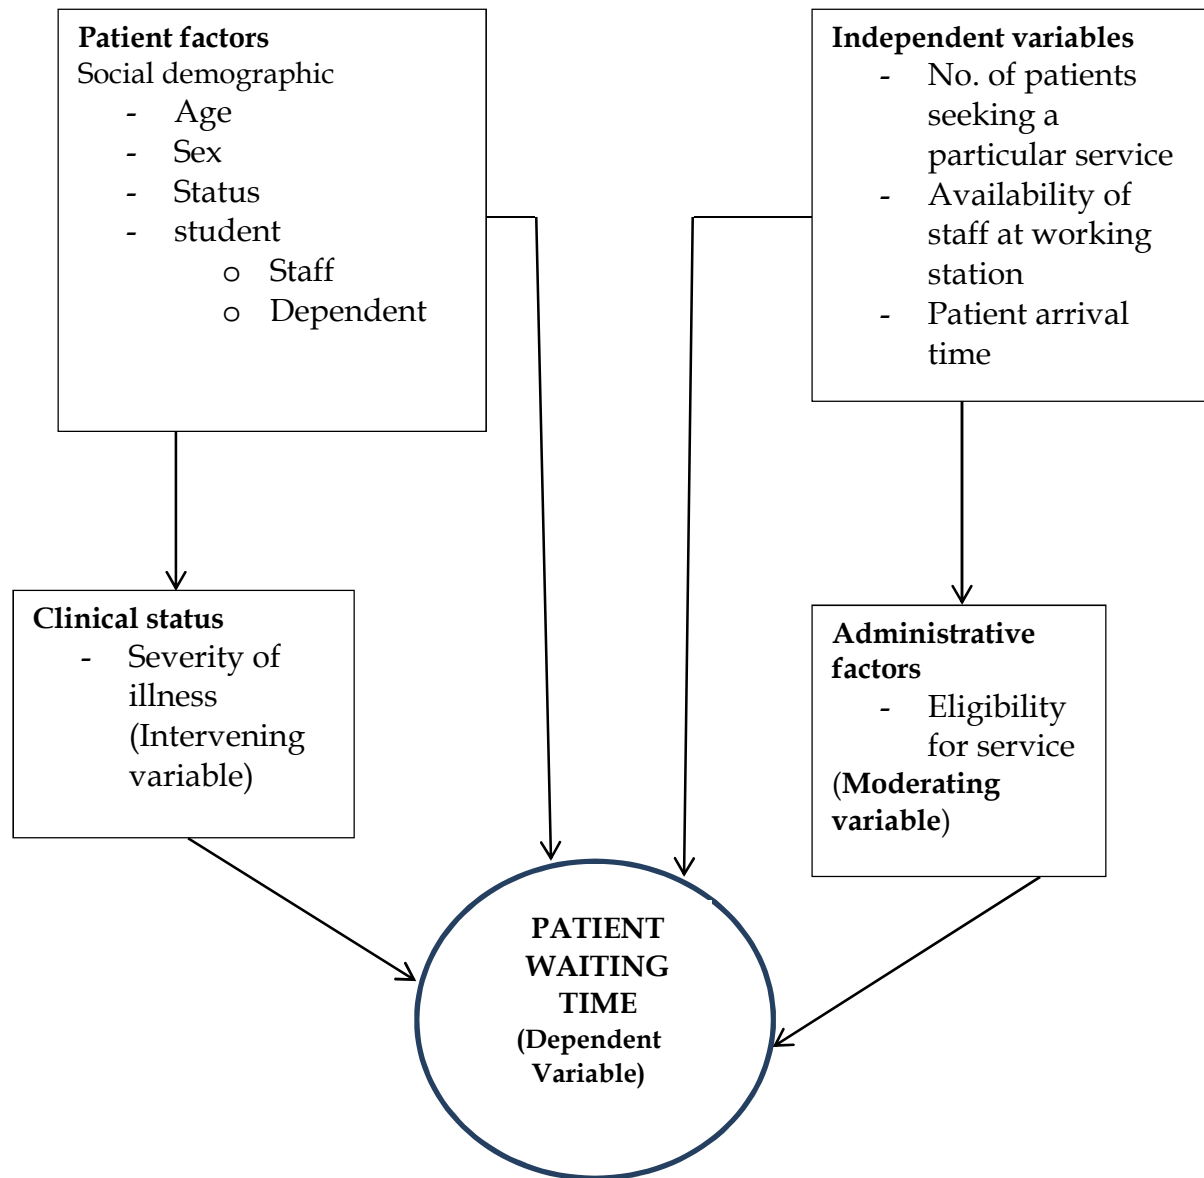 Patient factors
Social demographic
- Age
- Sex
- Status
- student
o Staff
o Dependent
Independent variables
- No. of patients
seeking a
particular service
- Availability of
staff at working
station
- Patient arrival
time
Clinical status
- Severity of
illness
(Intervening
variable)
Administrative
factors
- Eligibility
for service
(Moderating
variable)
PATIENT
WAITING
TIME
(Dependent
Variable)